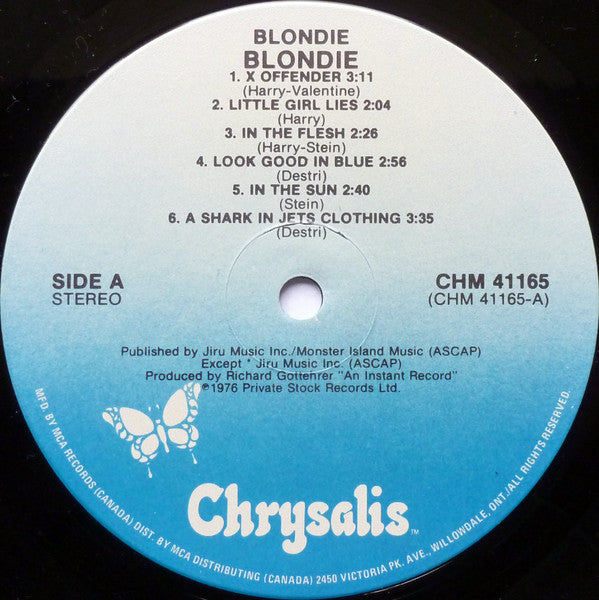 BLONDIE
BLONDIE
1. X OFFENDER 3:11
(Harry-Valentine)
2. LITTLE GIRL LIES 2:04
(Harry)
3. IN THE FLESH 2:26
(Harry-Stein)
4. LOOK GOOD IN BLUE 2:56
(Destri)
5. IN THE SUN 2:40
(Stein)
6. A SHARK IN JETS CLOTHING 3:35
(Destri)
SIDE A
STEREO
CHM 41165
(CHM 41165-A)
Published by Jiru Music Inc./Monster Island Music (ASCAP)
Except * Jiru Music Inc. (ASCAP)
Produced by Richard Gottehrer "An Instant Record"
℗1976 Private Stock Records Ltd.
Chrysalis™
MFD. BY MCA RECORDS (CANADA) DIST. BY MCA DISTRIBUTING (CANADA) 2450 VICTORIA PK. AVE., WILLOWDALE, ONT./ALL RIGHTS RESERVED.